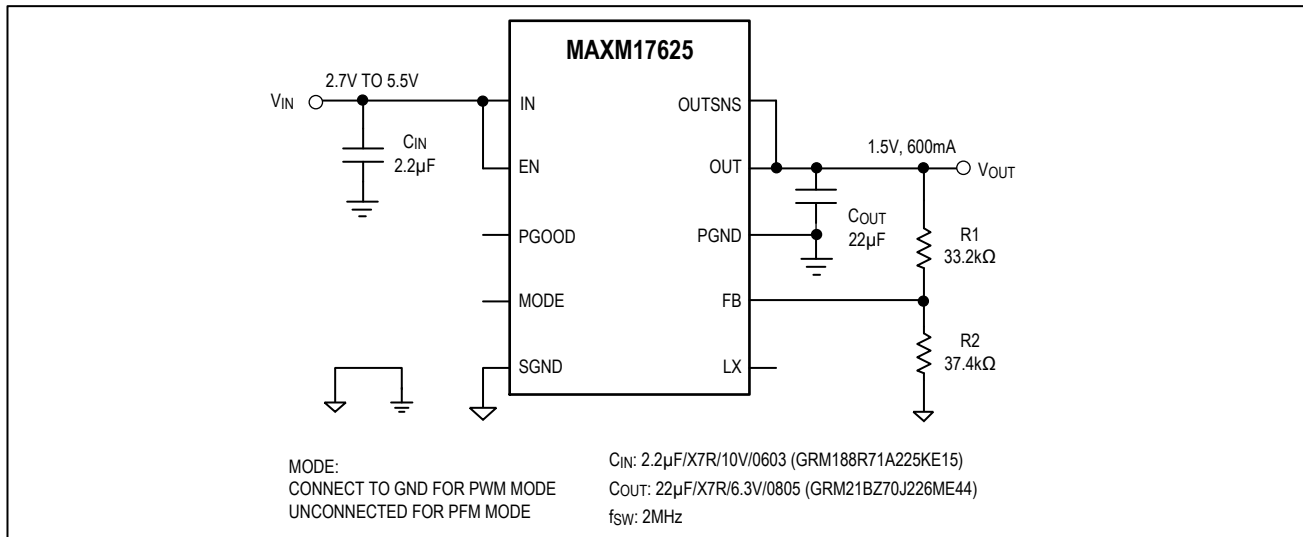 MAXM17625
2.7V TO 5.5V
VIN
IN
OUTSNS
CIN
2.2µF
1.5V, 600mA
EN
OUT
VOUT
COUT
22µF
PGOOD
PGND
R1
33.2kΩ
MODE
FB
R2
37.4kΩ
SGND
LX
MODE:
CONNECT TO GND FOR PWM MODE
UNCONNECTED FOR PFM MODE
CIN: 2.2µF/X7R/10V/0603 (GRM188R71A225KE15)
COUT: 22µF/X7R/6.3V/0805 (GRM21BZ70J226ME44)
fSW: 2MHz